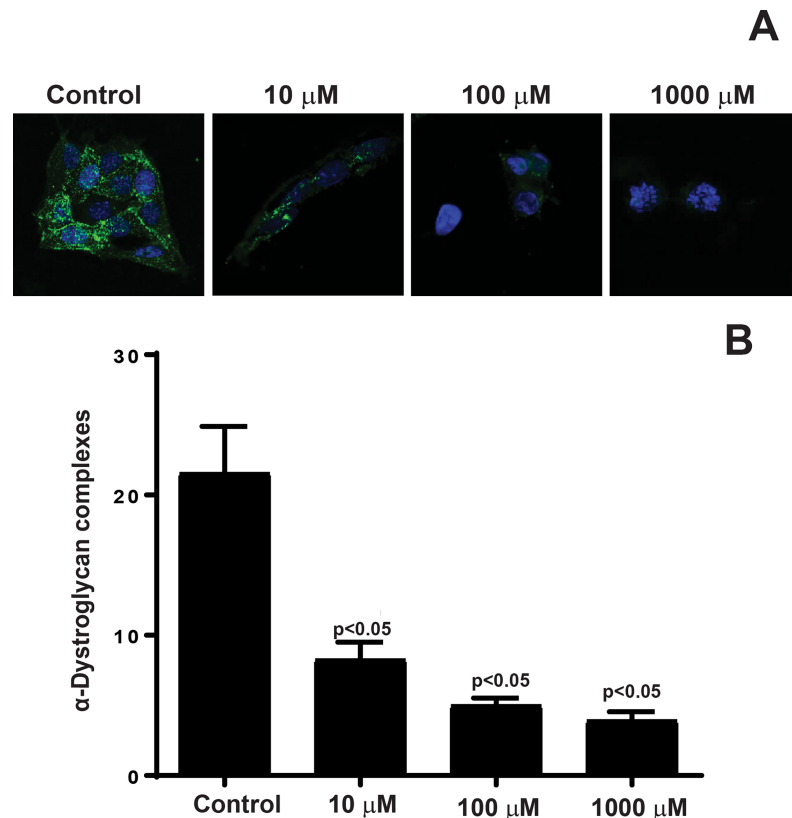 A
Control 10 μM 100 μM 1000 μM
B
30
20
10
0
α-Dystroglycan complexes
p<0.05
p<0.05
p<0.05
Control 10 μM 100 μM 1000 μM